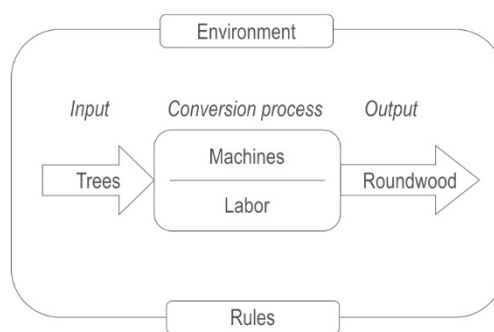 Environment
Input
Conversion process
Output
Trees
Machines
Labor
Roundwood
Rules